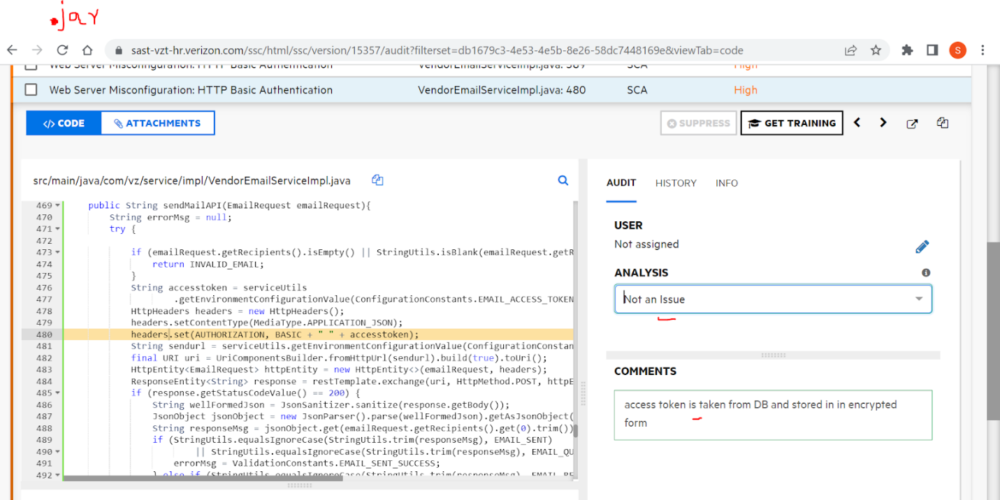 .jar
sast-vzt-hr.verizon.com/ssc/html/ssc/version/15357/audit?filterset=db1679c3-4e53-4e5b-8e26-58dc7448169e&viewTab=code
S
Web Server Misconfiguration: HTTP Basic Authentication VendorEmailServiceImpl.java: 389 SCA High
Web Server Misconfiguration: HTTP Basic Authentication VendorEmailServiceImpl.java: 480 SCA High
</> CODE ATTACHMENTS SUPPRESS GET TRAINING
src/main/java/com/vz/service/impl/VendorEmailServiceImpl.java
469 public String sendMailAPI(EmailRequest emailRequest){
470 String errorMsg = null;
471 try {
472
473 if (emailRequest.getRecipients().isEmpty() || StringUtils.isBlank(emailRequest.getR
474 return INVALID_EMAIL;
475 }
476 String accesstoken = serviceUtils
477 .getEnvironmentConfigurationValue(ConfigurationConstants.EMAIL_ACCESS_TOKEN
478 HttpHeaders headers = new HttpHeaders();
479 headers.setContentType(MediaType.APPLICATION_JSON);
480 headers.set(AUTHORIZATION, BASIC + " " + accesstoken);
481 String sendurl = serviceUtils.getEnvironmentConfigurationValue(ConfigurationConstan
482 final URI uri = UriComponentsBuilder.fromHttpUrl(sendurl).build(true).toUri();
483 HttpEntity<EmailRequest> httpEntity = new HttpEntity<>(emailRequest, headers);
484 ResponseEntity<String> response = restTemplate.exchange(uri, HttpMethod.POST, httpE
485 if (response.getStatusCodeValue() == 200) {
486 String wellFormedJson = JsonSanitizer.sanitize(response.getBody());
487 JsonObject jsonObject = new JsonParser().parse(wellFormedJson).getAsJsonObject(
488 String responseMsg = jsonObject.get(emailRequest.getRecipients().get(0).trim())
489 if (StringUtils.equalsIgnoreCase(StringUtils.trim(responseMsg), EMAIL_SENT)
490 || StringUtils.equalsIgnoreCase(StringUtils.trim(responseMsg), EMAIL_QU
491 errorMsg = ValidationConstants.EMAIL_SENT_SUCCESS;
492 } else if (StringUtils.equalsIgnoreCase(StringUtils.trim(responseMsg), EMAIL_RE
AUDIT HISTORY INFO
USER
Not assigned
ANALYSIS
Not an Issue
COMMENTS
access token is taken from DB and stored in in encrypted
form